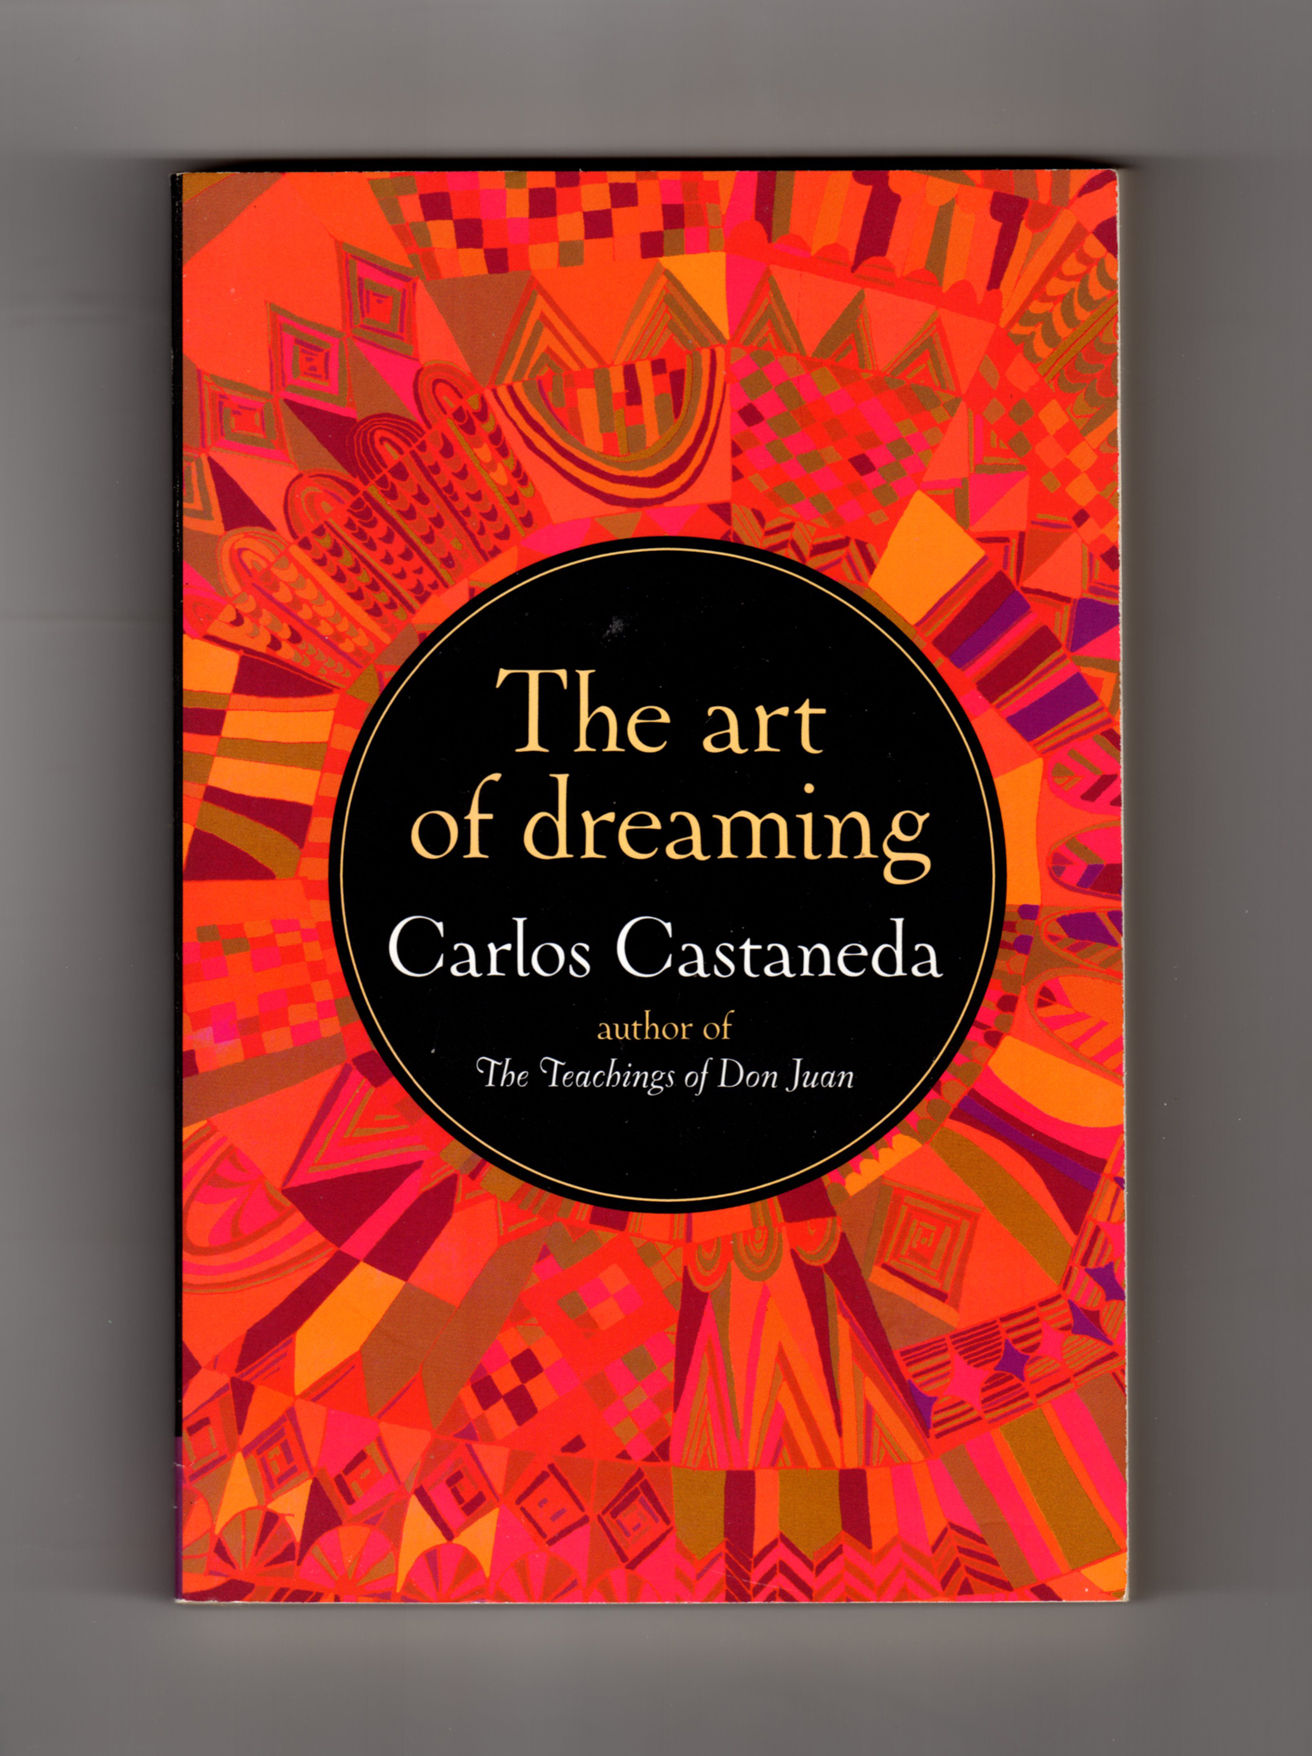 The art
of dreaming
Carlos Castaneda
author of
The Teachings of Don Juan